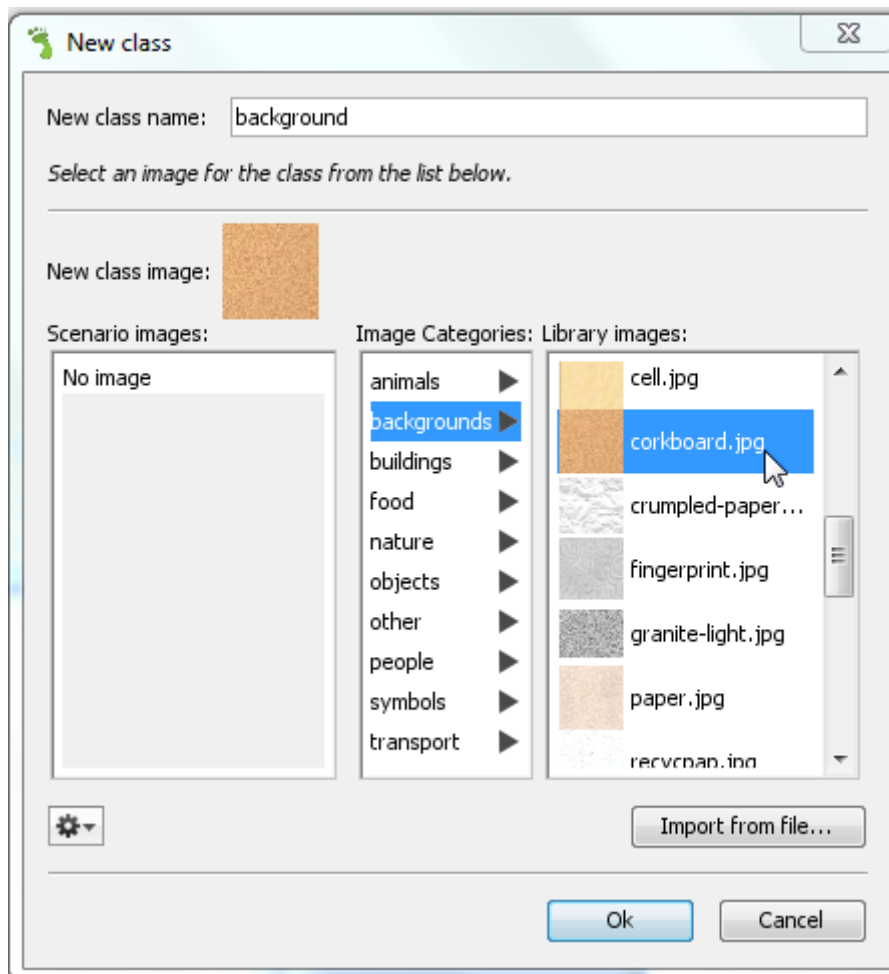 New class
New class name: background
Select an image for the class from the list below.
New class image:
Scenario images:
No image
Image Categories:
animals
backgrounds
buildings
food
nature
objects
other
people
symbols
transport
Library images:
cell.jpg
corkboard.jpg
crumpled-paper...
fingerprint.jpg
granite-light.jpg
paper.jpg
recycpap.jpg
Import from file...
Ok
Cancel